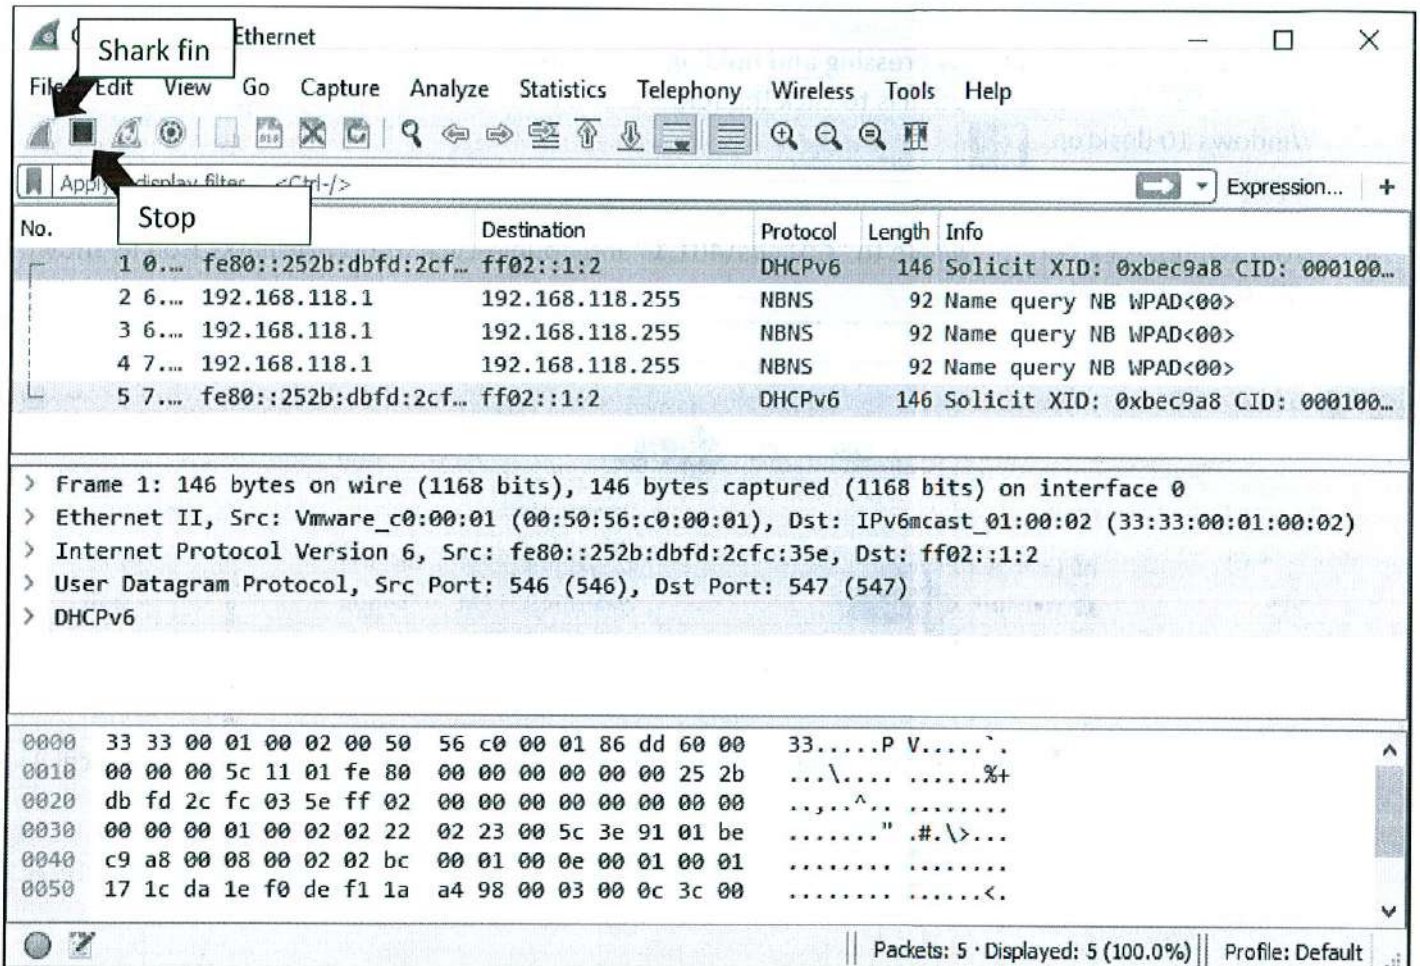 Shark fin
Ethernet
File Edit View Go Capture Analyze Statistics Telephony Wireless Tools Help
Apply display filter <Ctrl-/>
Expression... +
Stop
No. Destination Protocol Length Info
1 0.… fe80::252b:dbfd:2cf… ff02::1:2 DHCPv6 146 Solicit XID: 0xbec9a8 CID: 000100…
2 6.… 192.168.118.1 192.168.118.255 NBNS 92 Name query NB WPAD<00>
3 6.… 192.168.118.1 192.168.118.255 NBNS 92 Name query NB WPAD<00>
4 7.… 192.168.118.1 192.168.118.255 NBNS 92 Name query NB WPAD<00>
5 7.… fe80::252b:dbfd:2cf… ff02::1:2 DHCPv6 146 Solicit XID: 0xbec9a8 CID: 000100…
> Frame 1: 146 bytes on wire (1168 bits), 146 bytes captured (1168 bits) on interface 0
> Ethernet II, Src: Vmware_c0:00:01 (00:50:56:c0:00:01), Dst: IPv6mcast_01:00:02 (33:33:00:01:00:02)
> Internet Protocol Version 6, Src: fe80::252b:dbfd:2cfc:35e, Dst: ff02::1:2
> User Datagram Protocol, Src Port: 546 (546), Dst Port: 547 (547)
> DHCPv6
0000 33 33 00 01 00 02 00 50 56 c0 00 01 86 dd 60 00 33.....P V.....`.
0010 00 00 00 5c 11 01 fe 80 00 00 00 00 00 00 25 2b ...\.... ......%+
0020 db fd 2c fc 03 5e ff 02 00 00 00 00 00 00 00 00 ..,..^.. ........
0030 00 00 00 01 00 02 02 22 02 23 00 5c 3e 91 01 be ......." .#.\>...
0040 c9 a8 00 08 00 02 02 bc 00 01 00 0e 00 01 00 01 ........ ........
0050 17 1c da 1e f0 de f1 1a a4 98 00 03 00 0c 3c 00 ........ ......<.
Packets: 5 · Displayed: 5 (100.0%) Profile: Default